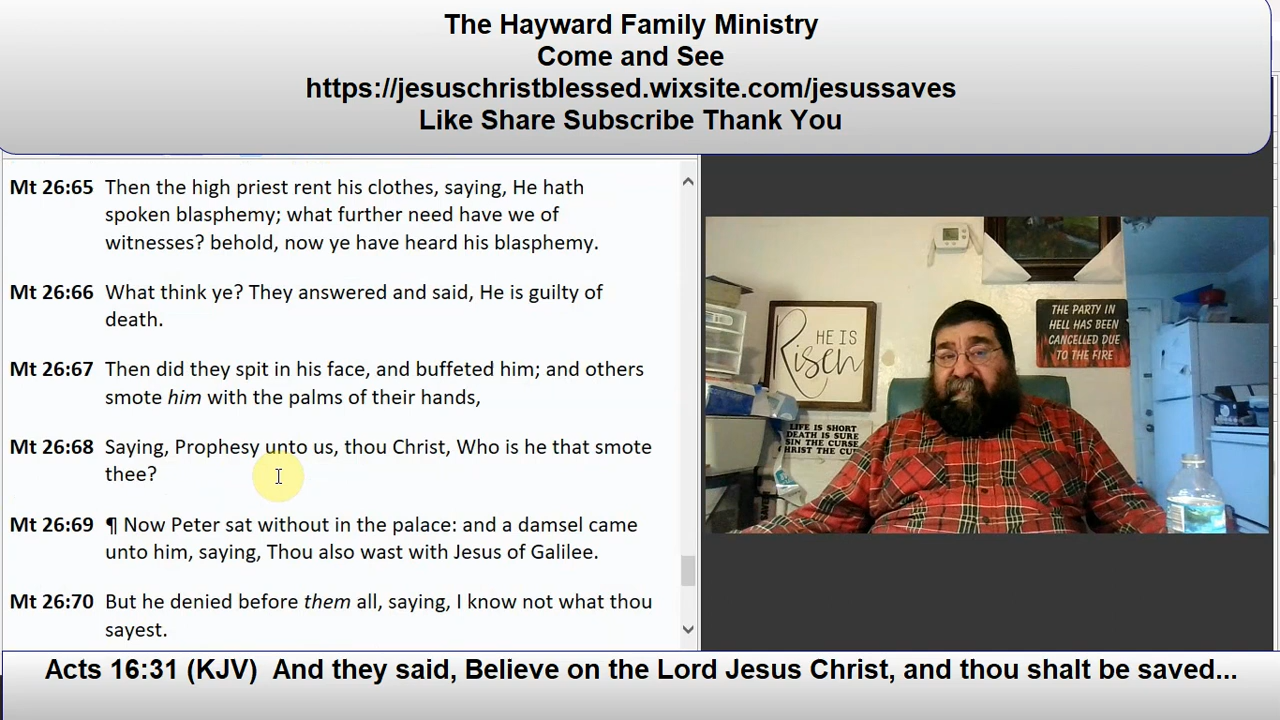 The Hayward Family Ministry
Come and See
https://jesuschristblessed.wixsite.com/jesussaves
Like Share Subscribe Thank You
Mt 26:65 Then the high priest rent his clothes, saying, He hath
spoken blasphemy; what further need have we of
witnesses? behold, now ye have heard his blasphemy.
Mt 26:66 What think ye? They answered and said, He is guilty of
death.
Mt 26:67 Then did they spit in his face, and buffeted him; and others
smote him with the palms of their hands,
Mt 26:68 Saying, Prophesy unto us, thou Christ, Who is he that smote
thee?
Mt 26:69 ¶ Now Peter sat without in the palace: and a damsel came
unto him, saying, Thou also wast with Jesus of Galilee.
Mt 26:70 But he denied before them all, saying, I know not what thou
sayest.
HE IS
Risen
THE PARTY IN
HELL HAS BEEN
CANCELLED DUE
TO THE FIRE
LIFE IS SHORT
DEATH IS SURE
SIN THE CURSE
CHRIST THE
Acts 16:31 (KJV) And they said, Believe on the Lord Jesus Christ, and thou shalt be saved...